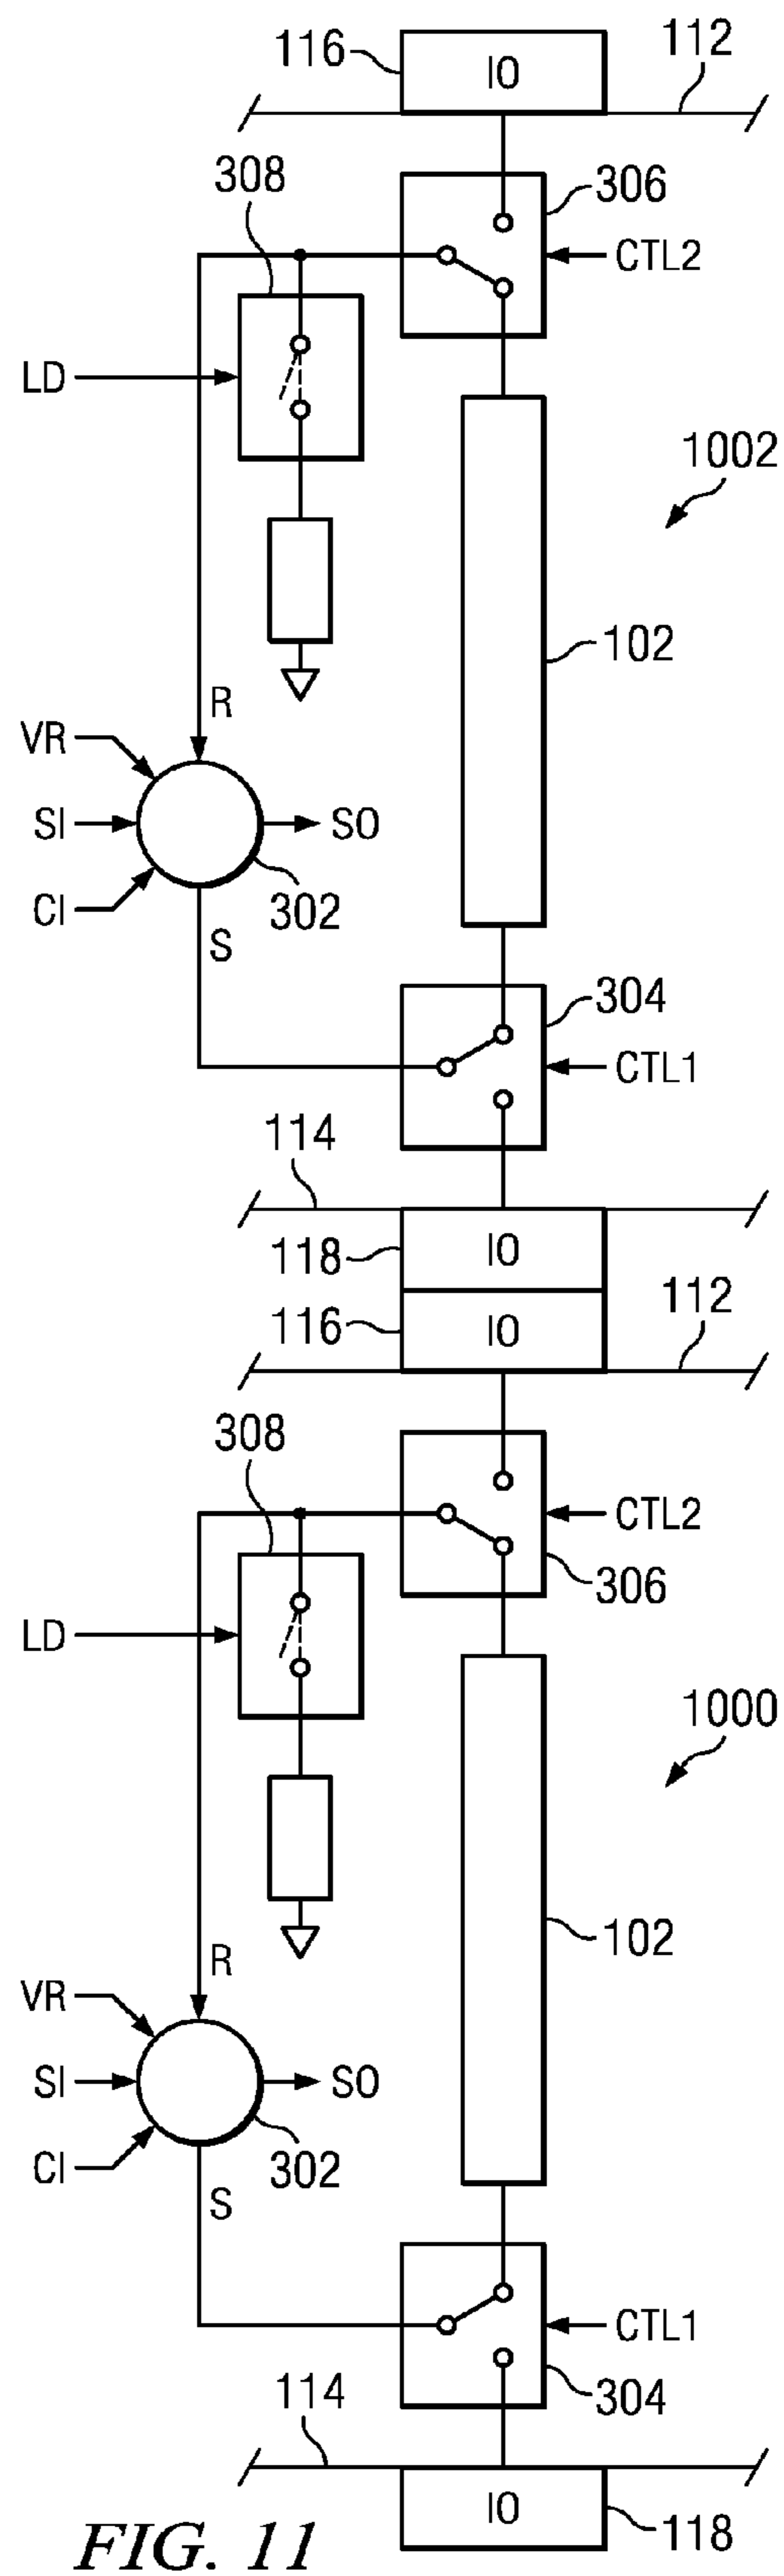 116
IO
112
308
306
CTL2
LD
1002
102
R
VR
SI
SO
CI
302
S
304
CTL1
114
118
IO
116
IO
112
308
CTL2
306
LD
1000
102
R
VR
SI
SO
CI
302
S
CTL1
304
114
IO
118
FIG. 11